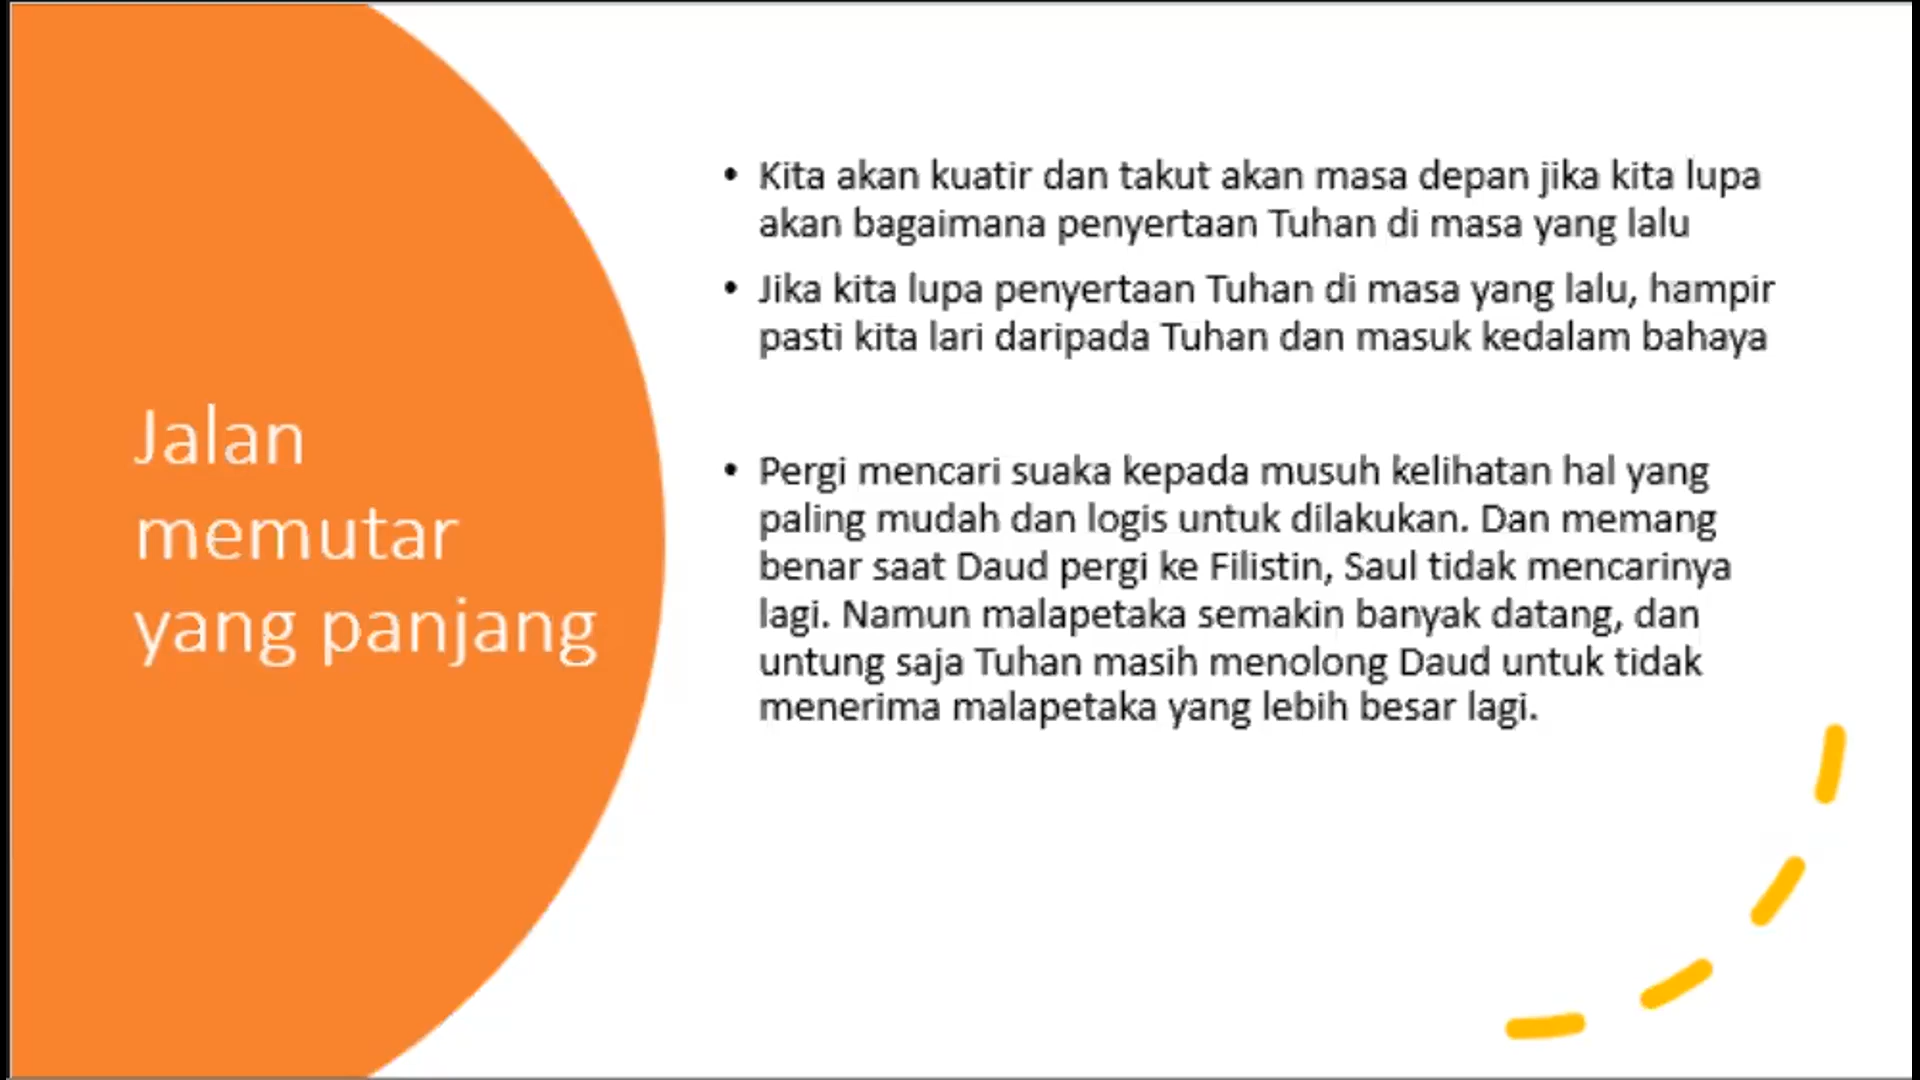 Jalan
memutar
yang panjang
• Kita akan kuatir dan takut akan masa depan jika kita lupa
akan bagaimana penyertaan Tuhan di masa yang lalu
• Jika kita lupa penyertaan Tuhan di masa yang lalu, hampir
pasti kita lari daripada Tuhan dan masuk kedalam bahaya
• Pergi mencari suaka kepada musuh kelihatan hal yang
paling mudah dan logis untuk dilakukan. Dan memang
benar saat Daud pergi ke Filistin, Saul tidak mencarinya
lagi. Namun malapetaka semakin banyak datang, dan
untung saja Tuhan masih menolong Daud untuk tidak
menerima malapetaka yang lebih besar lagi.